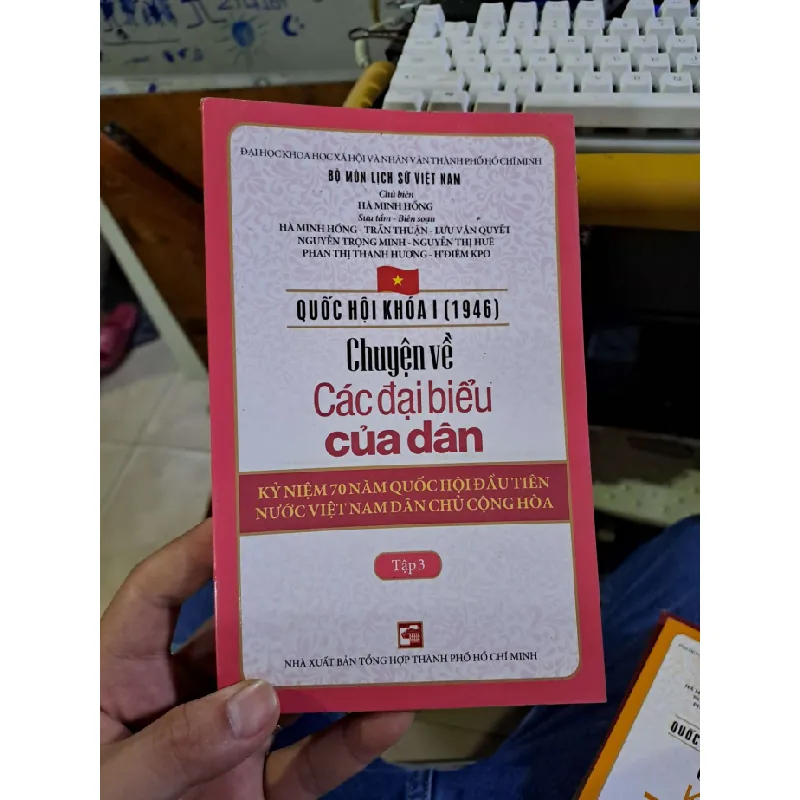 ĐẠI HỌC KHOA HỌC XÃ HỘI VÀ NHÂN VĂN THÀNH PHỐ HỒ CHÍ MINH
BỘ MÔN LỊCH SỬ VIỆT NAM
Chủ biên
HÀ MINH HỒNG
Sưu tầm - Biên soạn
HÀ MINH HỒNG - TRẦN THUẬN - LƯU VĂN QUYẾT
NGUYỄN TRỌNG MINH - NGUYỄN THỊ HUÊ
PHAN THỊ THANH HƯƠNG - H'ĐIỄM KPO
QUỐC HỘI KHÓA I (1946)
Chuyện về
Các đại biểu
của dân
KỶ NIỆM 70 NĂM QUỐC HỘI ĐẦU TIÊN
NƯỚC VIỆT NAM DÂN CHỦ CỘNG HÒA
Tập 3
NHÀ XUẤT BẢN TỔNG HỢP THÀNH PHỐ HỒ CHÍ MINH
QUỐC